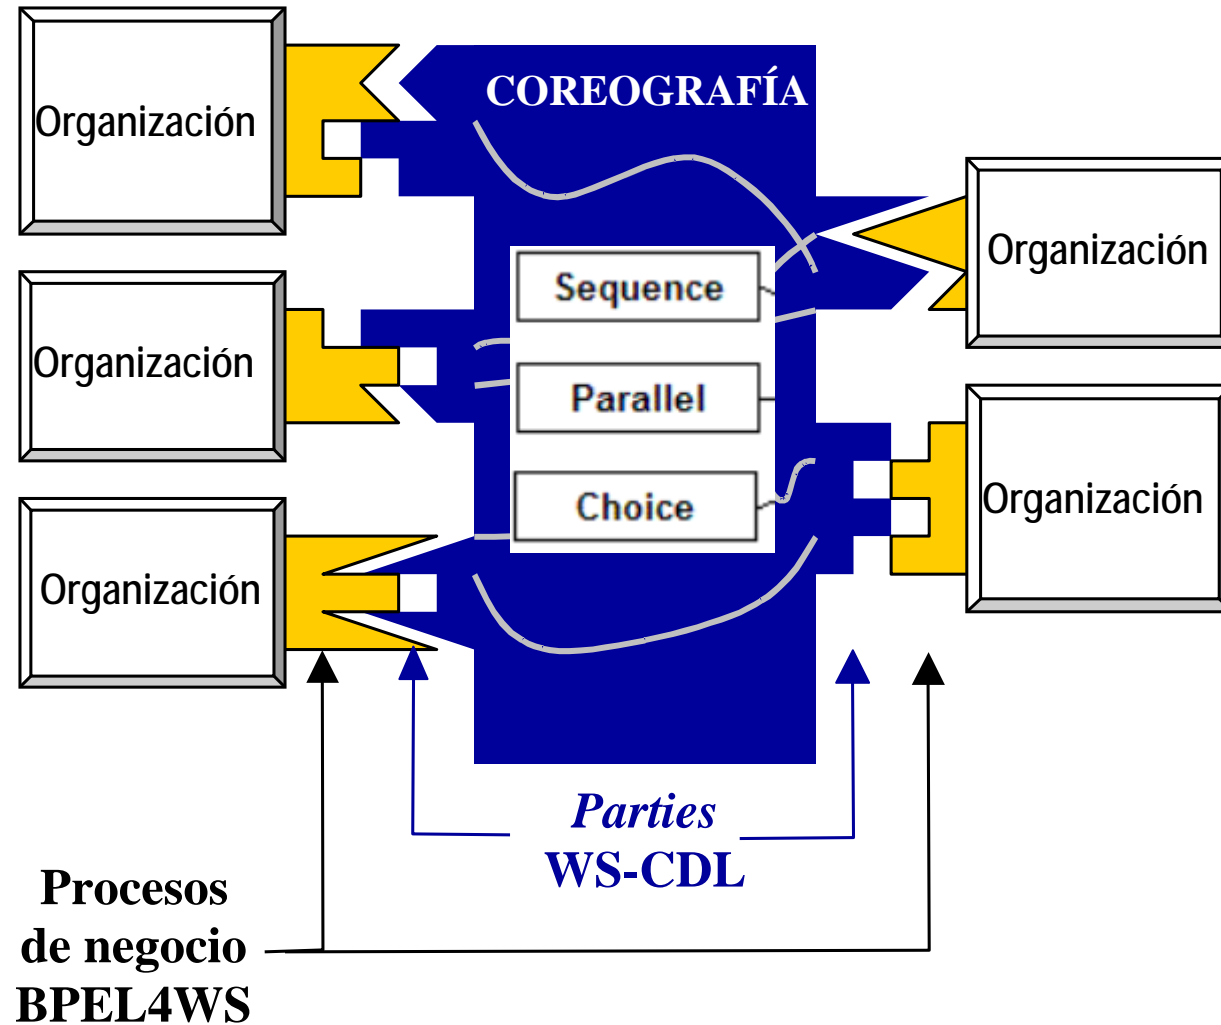 COREOGRAFÍA
Organización
Organización
Organización
Sequence
Parallel
Choice
Organización
Organización
Parties
WS-CDL
Procesos
de negocio
BPEL4WS